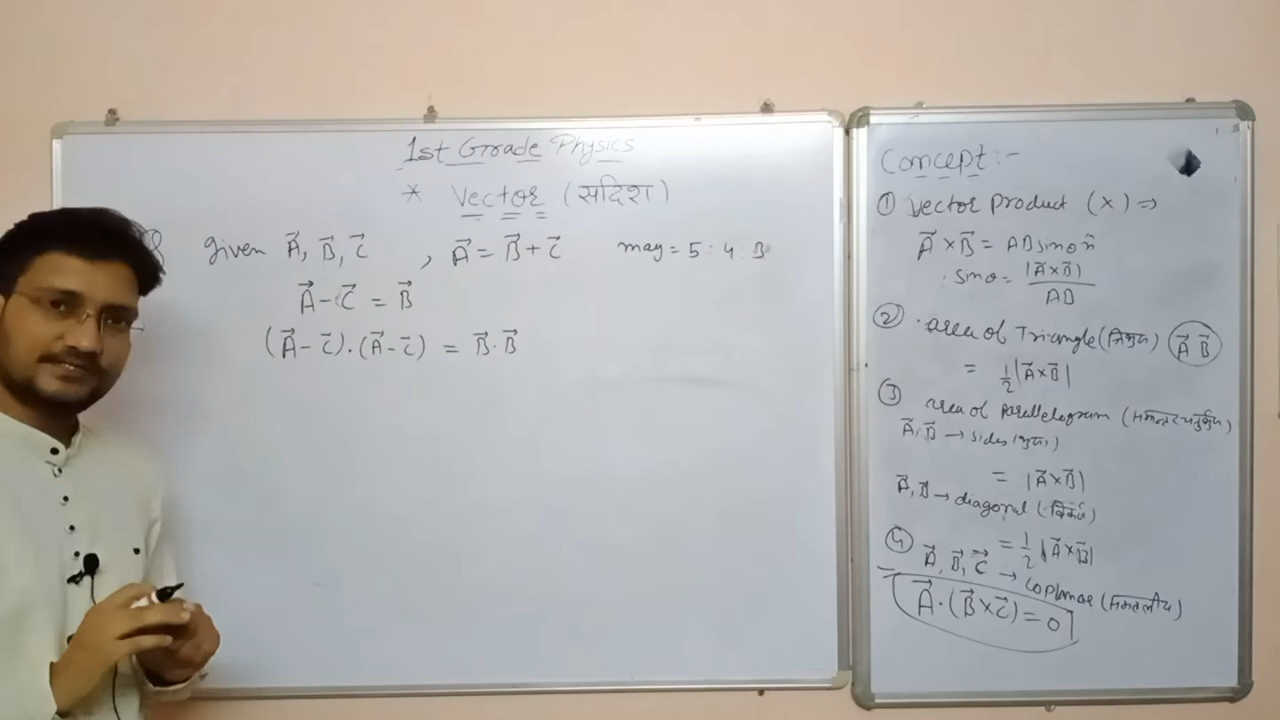 1st Grade Physics
* Vector (सदिश)
given A⃗, B⃗, C⃗ , A⃗ = B⃗ + C⃗ mag = 5 : 4 : 3
A⃗ - C⃗ = B⃗
(A⃗ - C⃗) · (A⃗ - C⃗) = B⃗ · B⃗
Concept :-
① Vector Product (×) ⇒
A⃗ × B⃗ = AB sinθ n̂
sinθ = |A⃗ × B⃗| / AB
② area of Triangle (त्रिभुज) A⃗ B⃗
= 1/2 |A⃗ × B⃗|
③ area of Parallelogram (समान्तर चतुर्भुज)
A⃗, B⃗ → sides (भुजा)
= |A⃗ × B⃗|
A⃗, B⃗ → diagonal (विकर्ण)
= 1/2 |A⃗ × B⃗|
④ A⃗, B⃗, C⃗ → Coplanar (समतलीय)
A⃗ · (B⃗ × C⃗) = 0